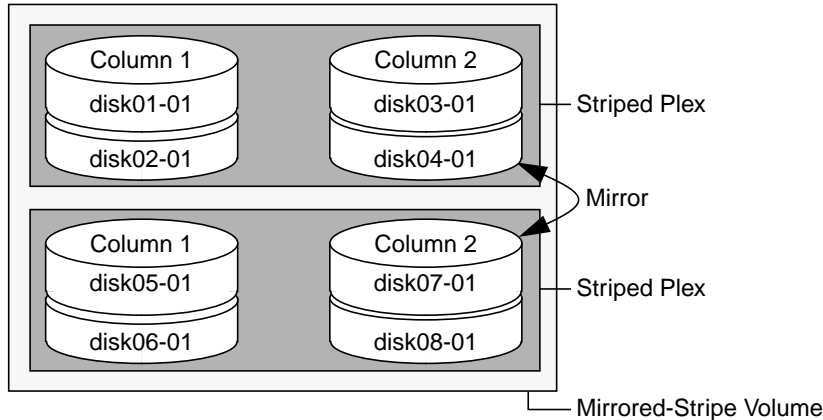 Column 1
Column 2
disk01-01
disk03-01
Striped Plex
disk02-01
disk04-01
Mirror
Column 1
Column 2
disk05-01
disk07-01
Striped Plex
disk06-01
disk08-01
Mirrored-Stripe Volume